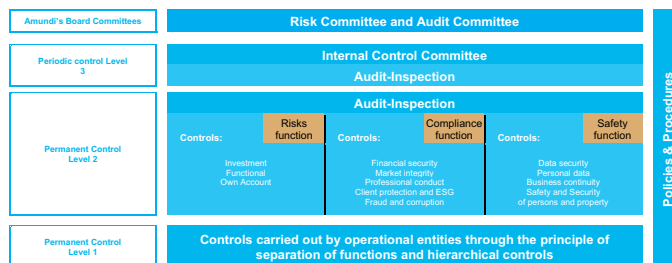 Amundi's Board Committees
Risk Committee and Audit Committee
Periodic control Level
3
Internal Control Committee
Audit-Inspection
Permanent Control
Level 2
Audit-Inspection
Controls:
Risks
function
Investment
Functional
Own Account
Controls:
Compliance
function
Financial security
Market integrity
Professional conduct
Client protection and ESG
Fraud and corruption
Controls:
Safety
function
Data security
Personal data
Business continuity
Safety and Security
of persons and property
Permanent Control
Level 1
Controls carried out by operational entities through the principle of
separation of functions and hierarchical controls
Policies & Procedures